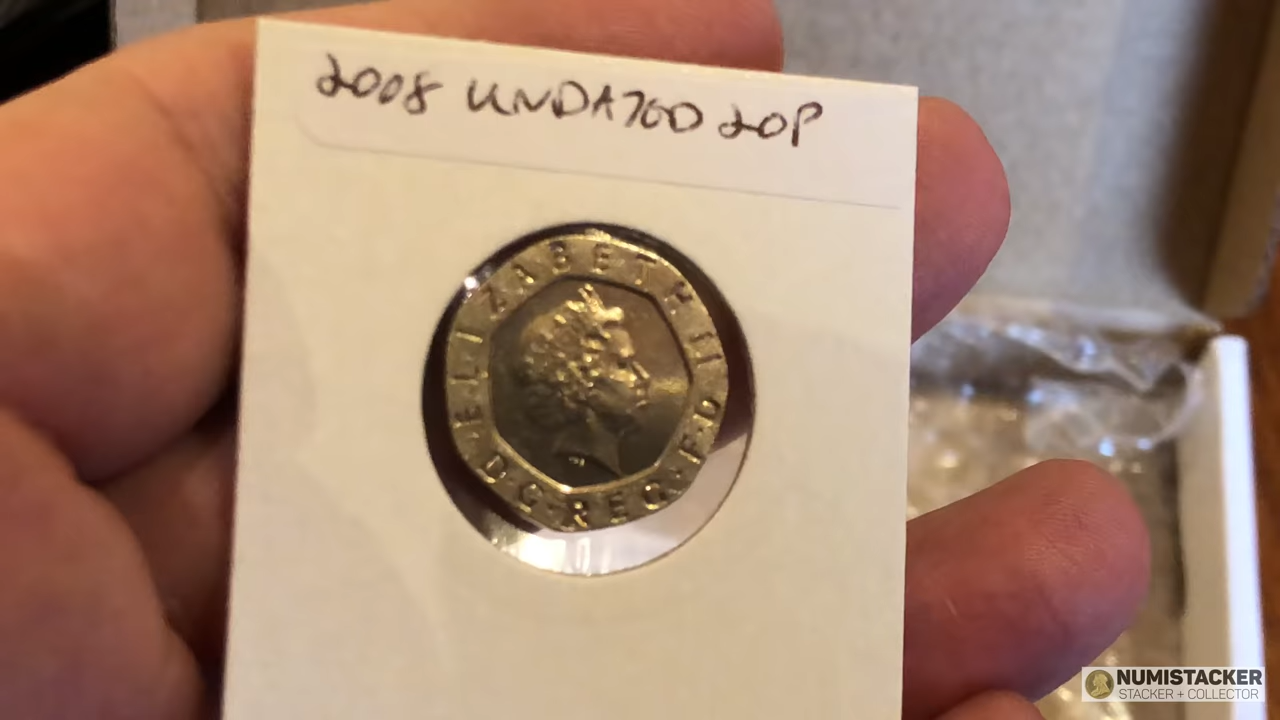 2008 UNDATED 20P
ELIZABETH II
D·G·REG·F·D
NUMISTACKER
STACKER + COLLECTOR